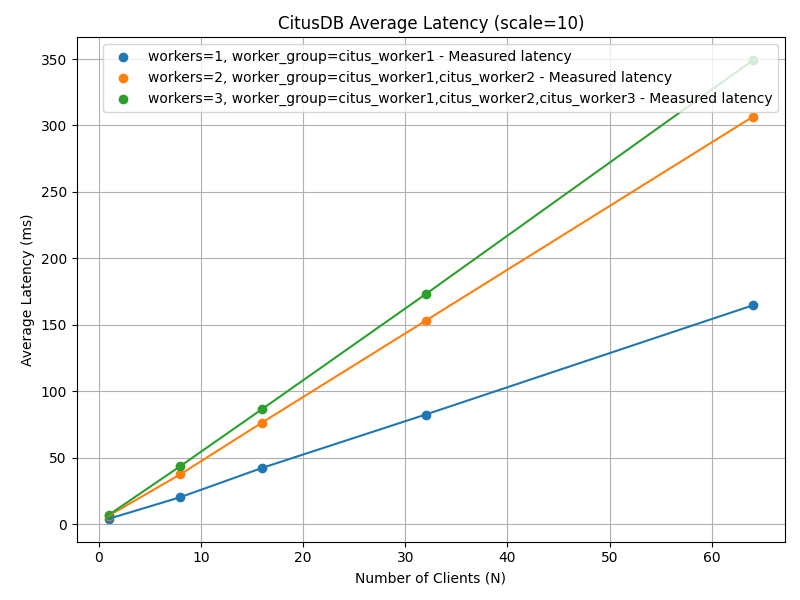 CitusDB Average Latency (scale=10)
workers=1, worker_group=citus_worker1 - Measured latency
workers=2, worker_group=citus_worker1,citus_worker2 - Measured latency
workers=3, worker_group=citus_worker1,citus_worker2,citus_worker3 - Measured latency
Average Latency (ms)
350
300
250
200
150
100
50
0
0 10 20 30 40 50 60
Number of Clients (N)